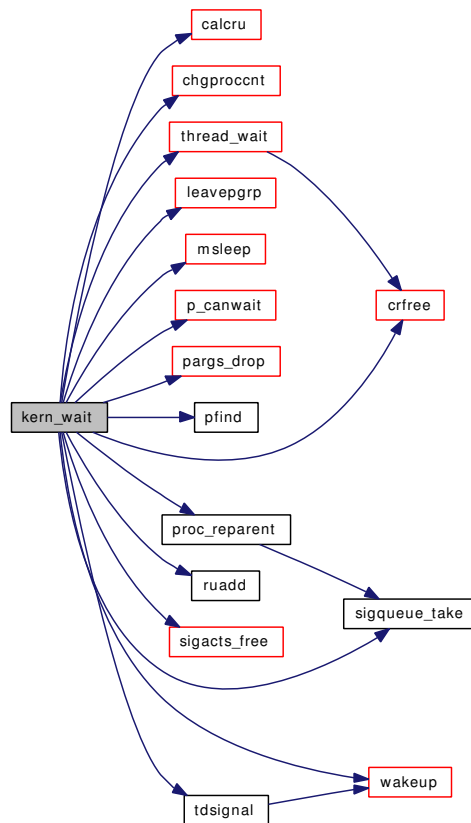 calcru
chgproccnt
thread_wait
leavepgrp
msleep
crfree
p_canwait
pargs_drop
kern_wait
pfind
proc_reparent
ruadd
sigqueue_take
sigacts_free
wakeup
tdsignal